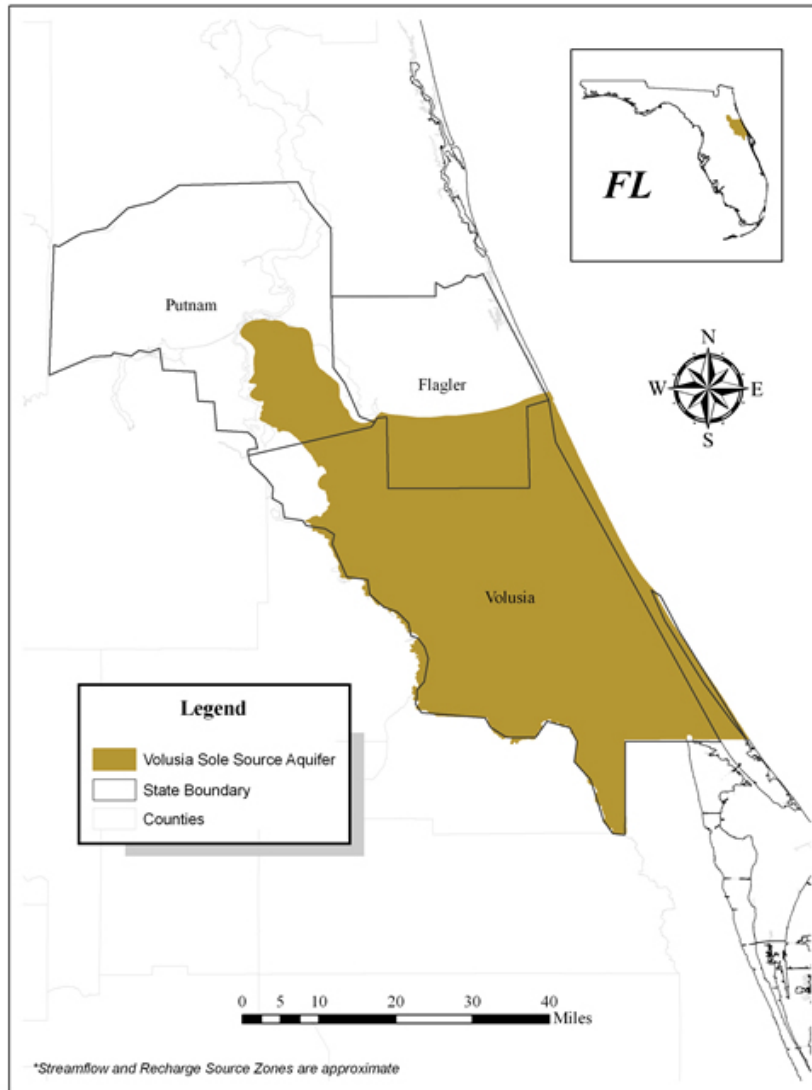 FL
Putnam
Flagler
N
W E
S
Volusia
Legend
Volusia Sole Source Aquifer
State Boundary
Counties
0 5 10 20 30 40
Miles
*Streamflow and Recharge Source Zones are approximate